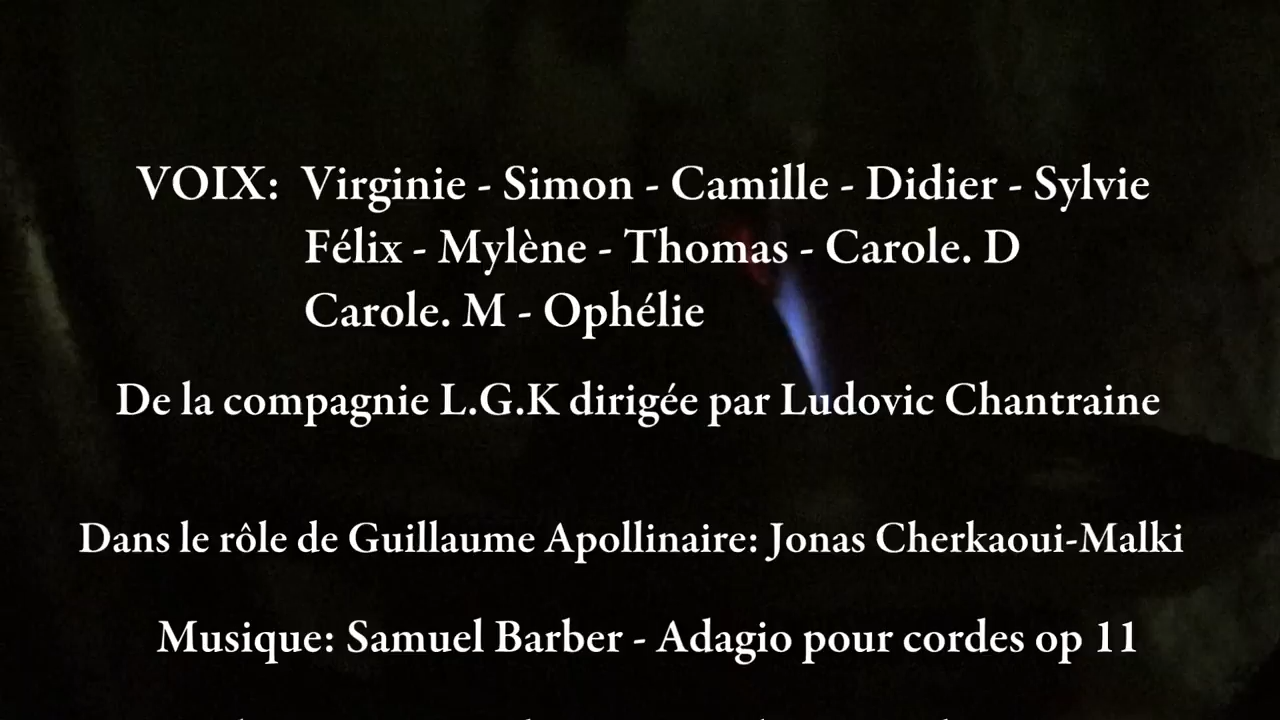 VOIX: Virginie - Simon - Camille - Didier - Sylvie
Félix - Mylène - Thomas - Carole. D
Carole. M - Ophélie
De la compagnie L.G.K dirigée par Ludovic Chantraine
Dans le rôle de Guillaume Apollinaire: Jonas Cherkaoui-Malki
Musique: Samuel Barber - Adagio pour cordes op 11